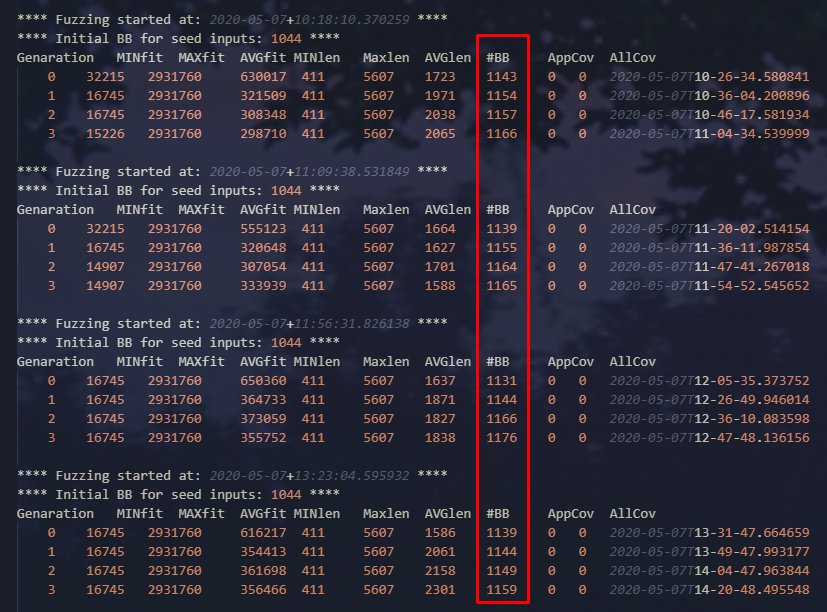 **** Fuzzing started at: 2020-05-07+10:18:10.370259 ****
**** Initial BB for seed inputs: 1044 ****
Genaration MINfit MAXfit AVGfit MINlen Maxlen AVGlen #BB AppCov AllCov
0 32215 2931760 630017 411 5607 1723 1143 0 0 2020-05-07T10-26-34.580841
1 16745 2931760 321509 411 5607 1971 1154 0 0 2020-05-07T10-36-04.200896
2 16745 2931760 308348 411 5607 2038 1157 0 0 2020-05-07T10-46-17.581934
3 15226 2931760 298710 411 5607 2065 1166 0 0 2020-05-07T11-04-34.539999
**** Fuzzing started at: 2020-05-07+11:09:38.531849 ****
**** Initial BB for seed inputs: 1044 ****
Genaration MINfit MAXfit AVGfit MINlen Maxlen AVGlen #BB AppCov AllCov
0 32215 2931760 555123 411 5607 1664 1139 0 0 2020-05-07T11-20-02.514154
1 16745 2931760 320648 411 5607 1627 1155 0 0 2020-05-07T11-36-11.987854
2 14907 2931760 307054 411 5607 1701 1164 0 0 2020-05-07T11-47-41.267018
3 14907 2931760 333939 411 5607 1588 1165 0 0 2020-05-07T11-54-52.545652
**** Fuzzing started at: 2020-05-07+11:56:31.826138 ****
**** Initial BB for seed inputs: 1044 ****
Genaration MINfit MAXfit AVGfit MINlen Maxlen AVGlen #BB AppCov AllCov
0 16745 2931760 650360 411 5607 1637 1131 0 0 2020-05-07T12-05-35.373752
1 16745 2931760 364733 411 5607 1871 1144 0 0 2020-05-07T12-26-49.946014
2 16745 2931760 373059 411 5607 1827 1166 0 0 2020-05-07T12-36-10.083598
3 16745 2931760 355752 411 5607 1838 1176 0 0 2020-05-07T12-47-48.136156
**** Fuzzing started at: 2020-05-07+13:23:04.595932 ****
**** Initial BB for seed inputs: 1044 ****
Genaration MINfit MAXfit AVGfit MINlen Maxlen AVGlen #BB AppCov AllCov
0 16745 2931760 616217 411 5607 1586 1139 0 0 2020-05-07T13-31-47.664659
1 16745 2931760 354413 411 5607 2061 1144 0 0 2020-05-07T13-49-47.993177
2 16745 2931760 361698 411 5607 2158 1149 0 0 2020-05-07T14-04-47.963844
3 16745 2931760 356466 411 5607 2301 1159 0 0 2020-05-07T14-20-48.495548